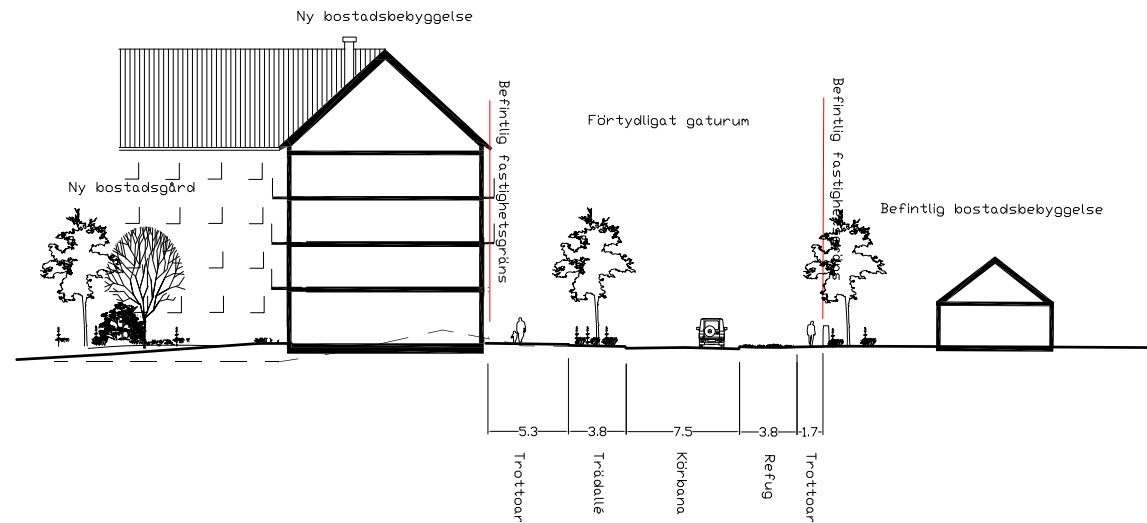 Ny bostadsbebyggelse
Befintlig fastighetsgräns
Förtydligat gaturum
Befintlig fastighetsgräns
Ny bostadsgård
Befintlig bostadsbebyggelse
5.3
3.8
7.5
3.8
1.7
Trottoar
Trädallé
Körbana
Refug
Trottoar